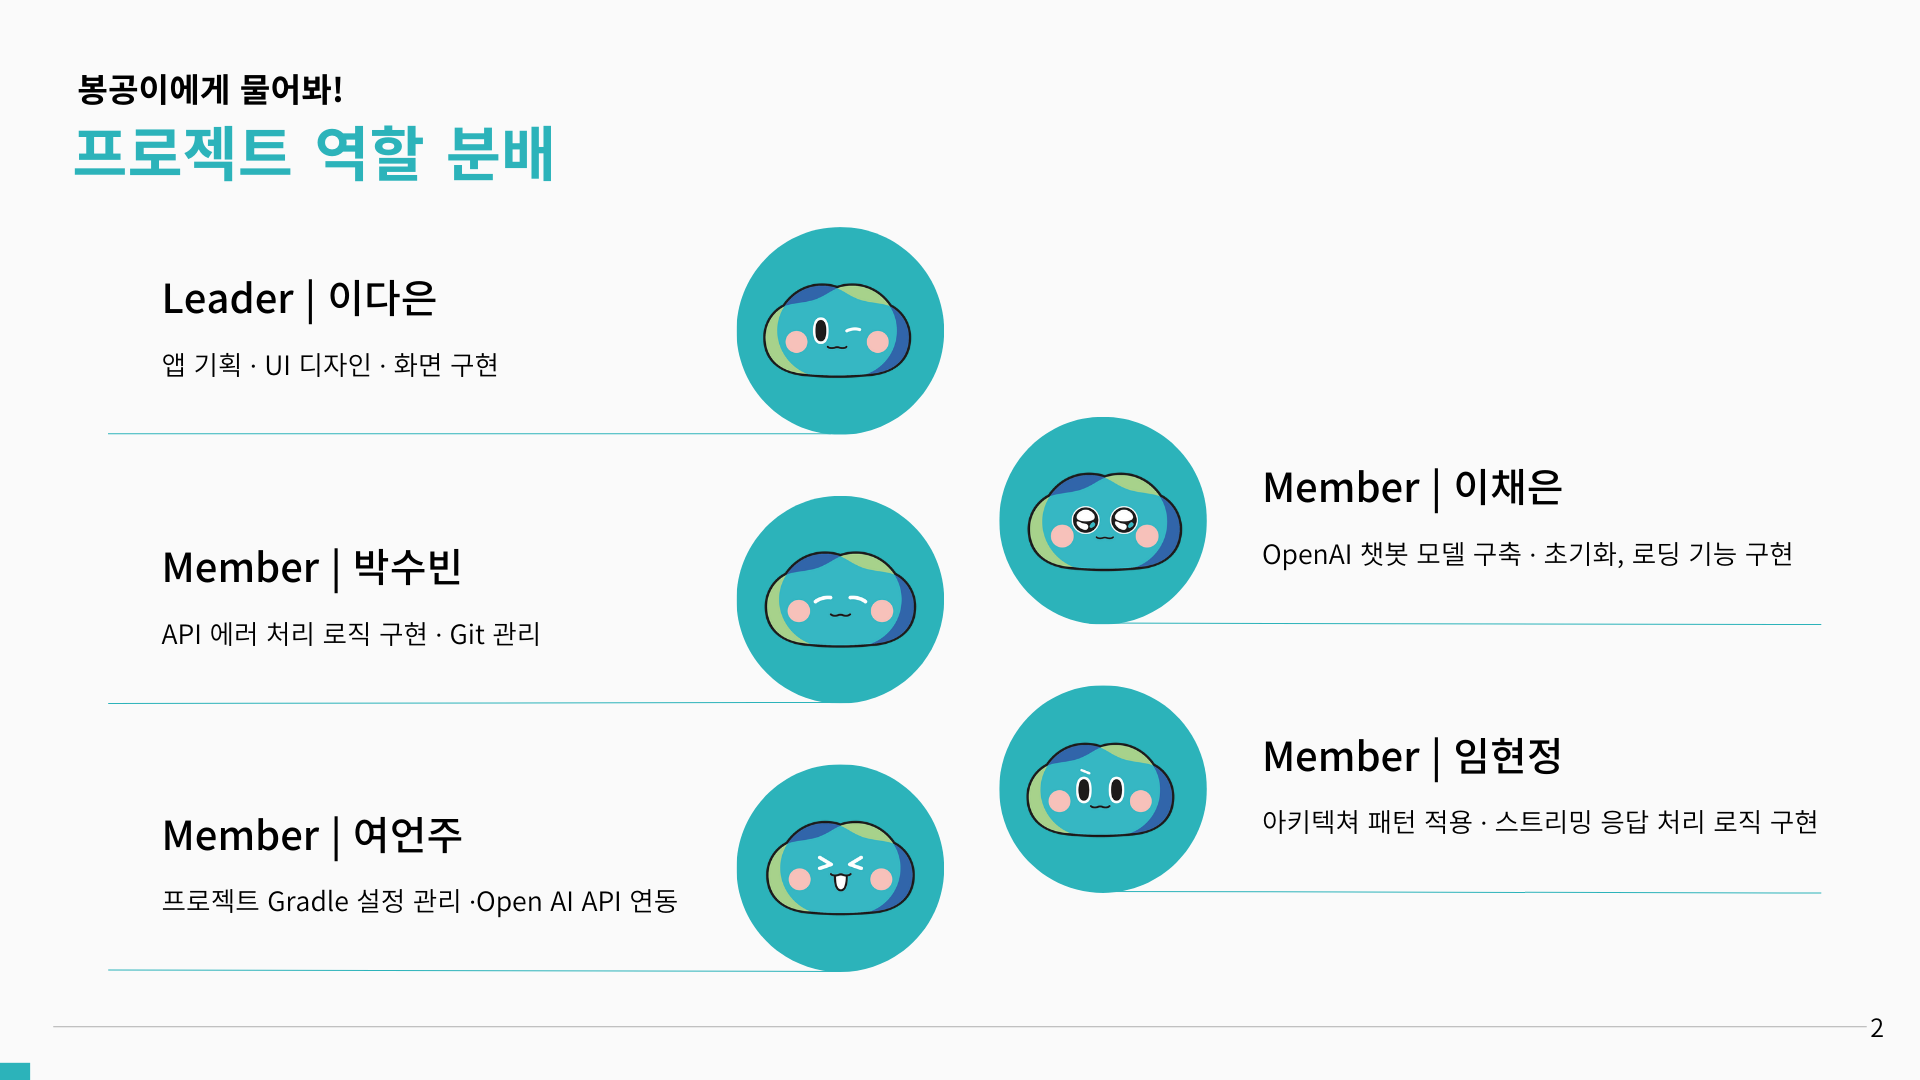 봉공이에게 물어봐!
프로젝트 역할 분배
Leader | 이다은
앱 기획 · UI 디자인 · 화면 구현
Member | 박수빈
API 에러 처리 로직 구현 · Git 관리
Member | 여언주
프로젝트 Gradle 설정 관리 ·Open AI API 연동
Member | 이채은
OpenAI 챗봇 모델 구축 · 초기화, 로딩 기능 구현
Member | 임현정
아키텍쳐 패턴 적용 · 스트리밍 응답 처리 로직 구현
2